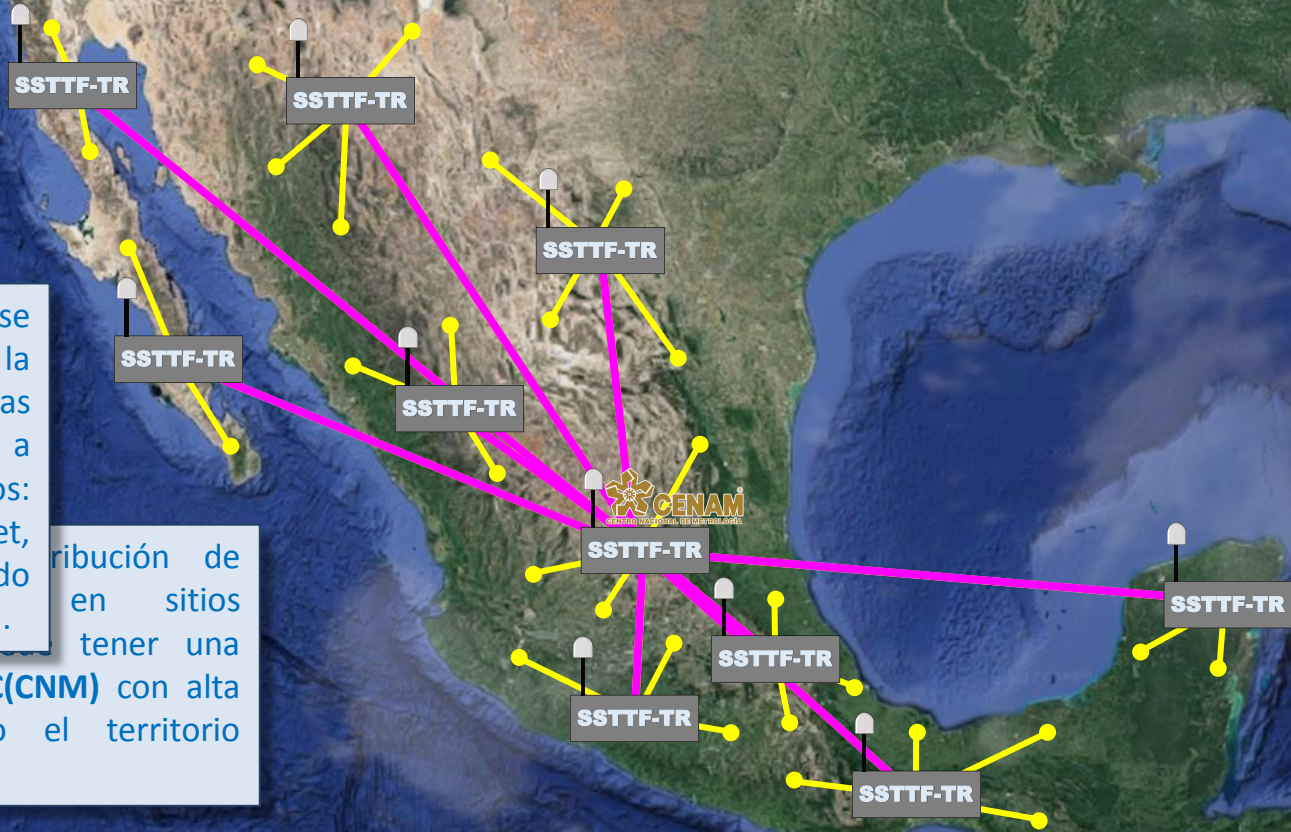 SSTTF-TR
SSTTF-TR
SSTTF-TR
SSTTF-TR
SSTTF-TR
SSTTF-TR
CENAM
CENTRO NACIONAL DE METROLOGÍA
SSTTF-TR
SSTTF-TR
SSTTF-TR
SSTTF-TR
SSTTF-TR
se
la
as
a
os:
et,
do
.
ribución de
en sitios
tener una
C(CNM) con alta
o el territorio